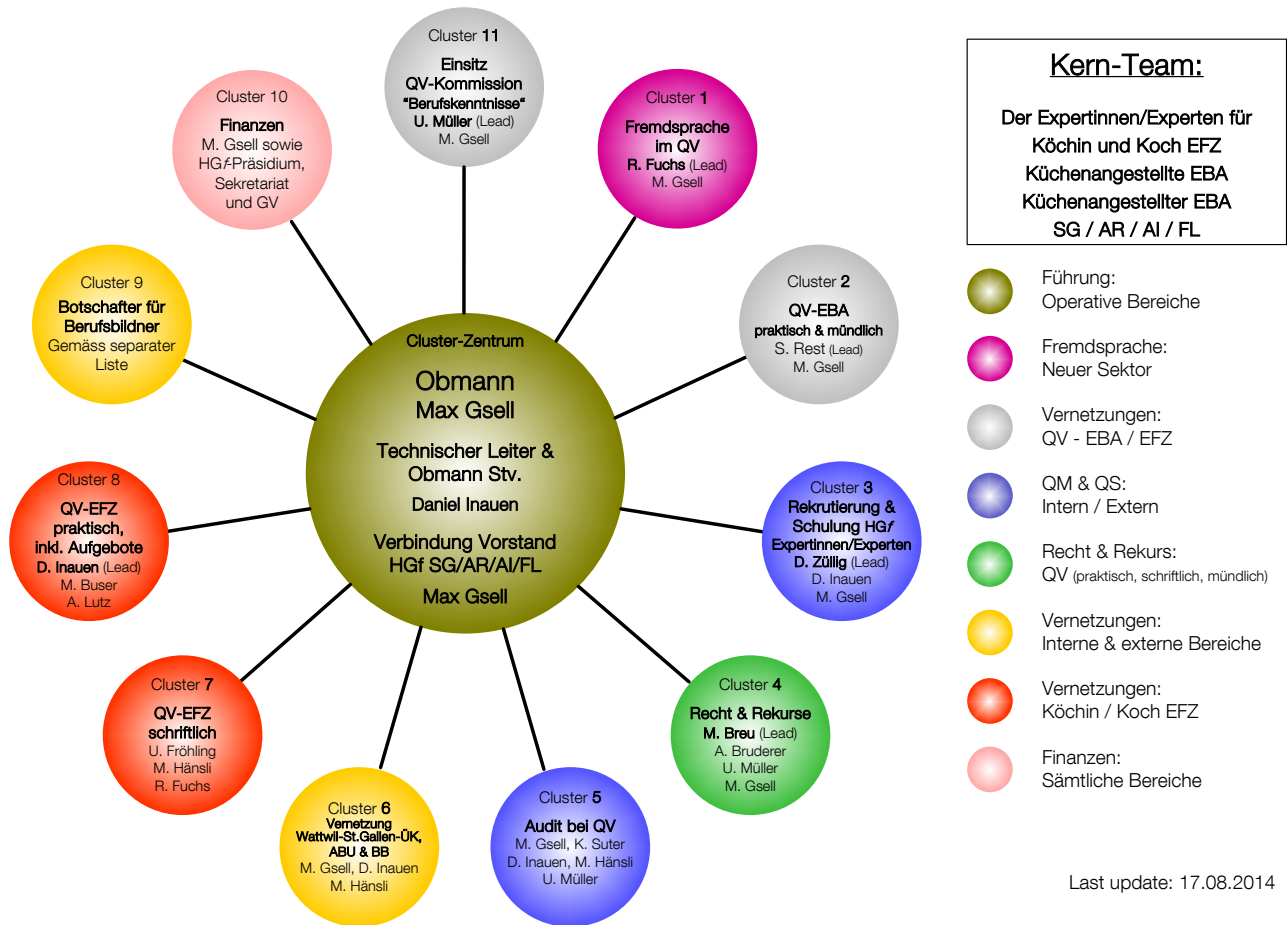 Cluster 11
Einsitz
QV-Kommission
"Berufskenntnisse"
U. Müller (Lead)
M. Gsell
Cluster 10
Finanzen
M. Gsell sowie
HGf-Präsidium,
Sekretariat
und GV
Cluster 1
Fremdsprache
im QV
R. Fuchs (Lead)
M. Gsell
Cluster 9
Botschafter für
Berufsbildner
Gemäss separater
Liste
Cluster 2
QV-EBA
praktisch & mündlich
S. Rest (Lead)
M. Gsell
Cluster-Zentrum
Obmann
Max Gsell
Technischer Leiter &
Obmann Stv.
Daniel Inauen
Verbindung Vorstand
HGf SG/AR/AI/FL
Max Gsell
Cluster 8
QV-EFZ
praktisch,
inkl. Aufgebote
D. Inauen (Lead)
M. Buser
A. Lutz
Cluster 3
Rekrutierung &
Schulung HGf
Expertinnen/Experten
D. Züllig (Lead)
D. Inauen
M. Gsell
Cluster 7
QV-EFZ
schriftlich
U. Fröhling
M. Hänsli
R. Fuchs
Cluster 4
Recht & Rekurse
M. Breu (Lead)
A. Bruderer
U. Müller
M. Gsell
Cluster 6
Vernetzung
Wattwil-St.Gallen-ÜK,
ABU & BB
M. Gsell, D. Inauen
M. Hänsli
Cluster 5
Audit bei QV
M. Gsell, K. Suter
D. Inauen, M. Hänsli
U. Müller
Kern-Team:
Der Expertinnen/Experten für
Köchin und Koch EFZ
Küchenangestellte EBA
Küchenangestellter EBA
SG / AR / AI / FL
Führung:
Operative Bereiche
Fremdsprache:
Neuer Sektor
Vernetzungen:
QV - EBA / EFZ
QM & QS:
Intern / Extern
Recht & Rekurs:
QV (praktisch, schriftlich, mündlich)
Vernetzungen:
Interne & externe Bereiche
Vernetzungen:
Köchin / Koch EFZ
Finanzen:
Sämtliche Bereiche
Last update: 17.08.2014